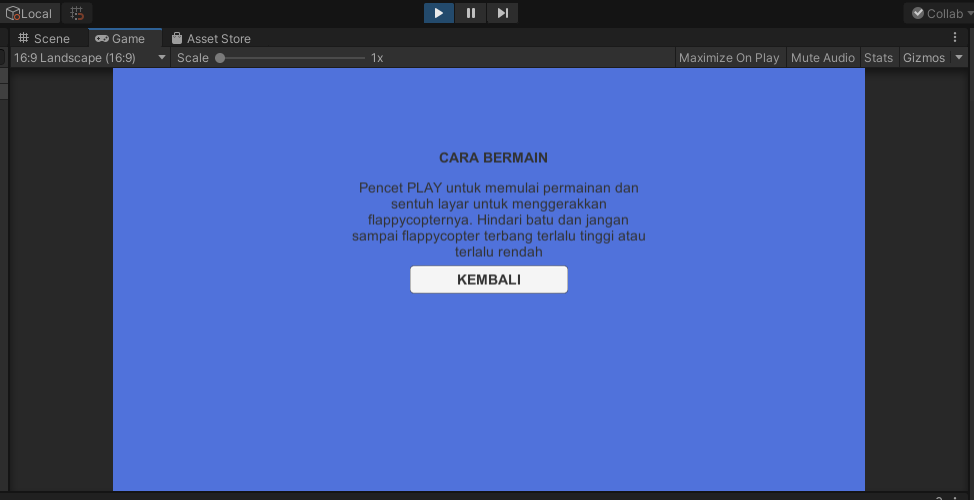 Local
Collab
Scene
Game
Asset Store
16:9 Landscape (16:9)
Scale
1x
Maximize On Play
Mute Audio
Stats
Gizmos
CARA BERMAIN
Pencet PLAY untuk memulai permainan dan
sentuh layar untuk menggerakkan
flappycopternya. Hindari batu dan jangan
sampai flappycopter terbang terlalu tinggi atau
terlalu rendah
KEMBALI